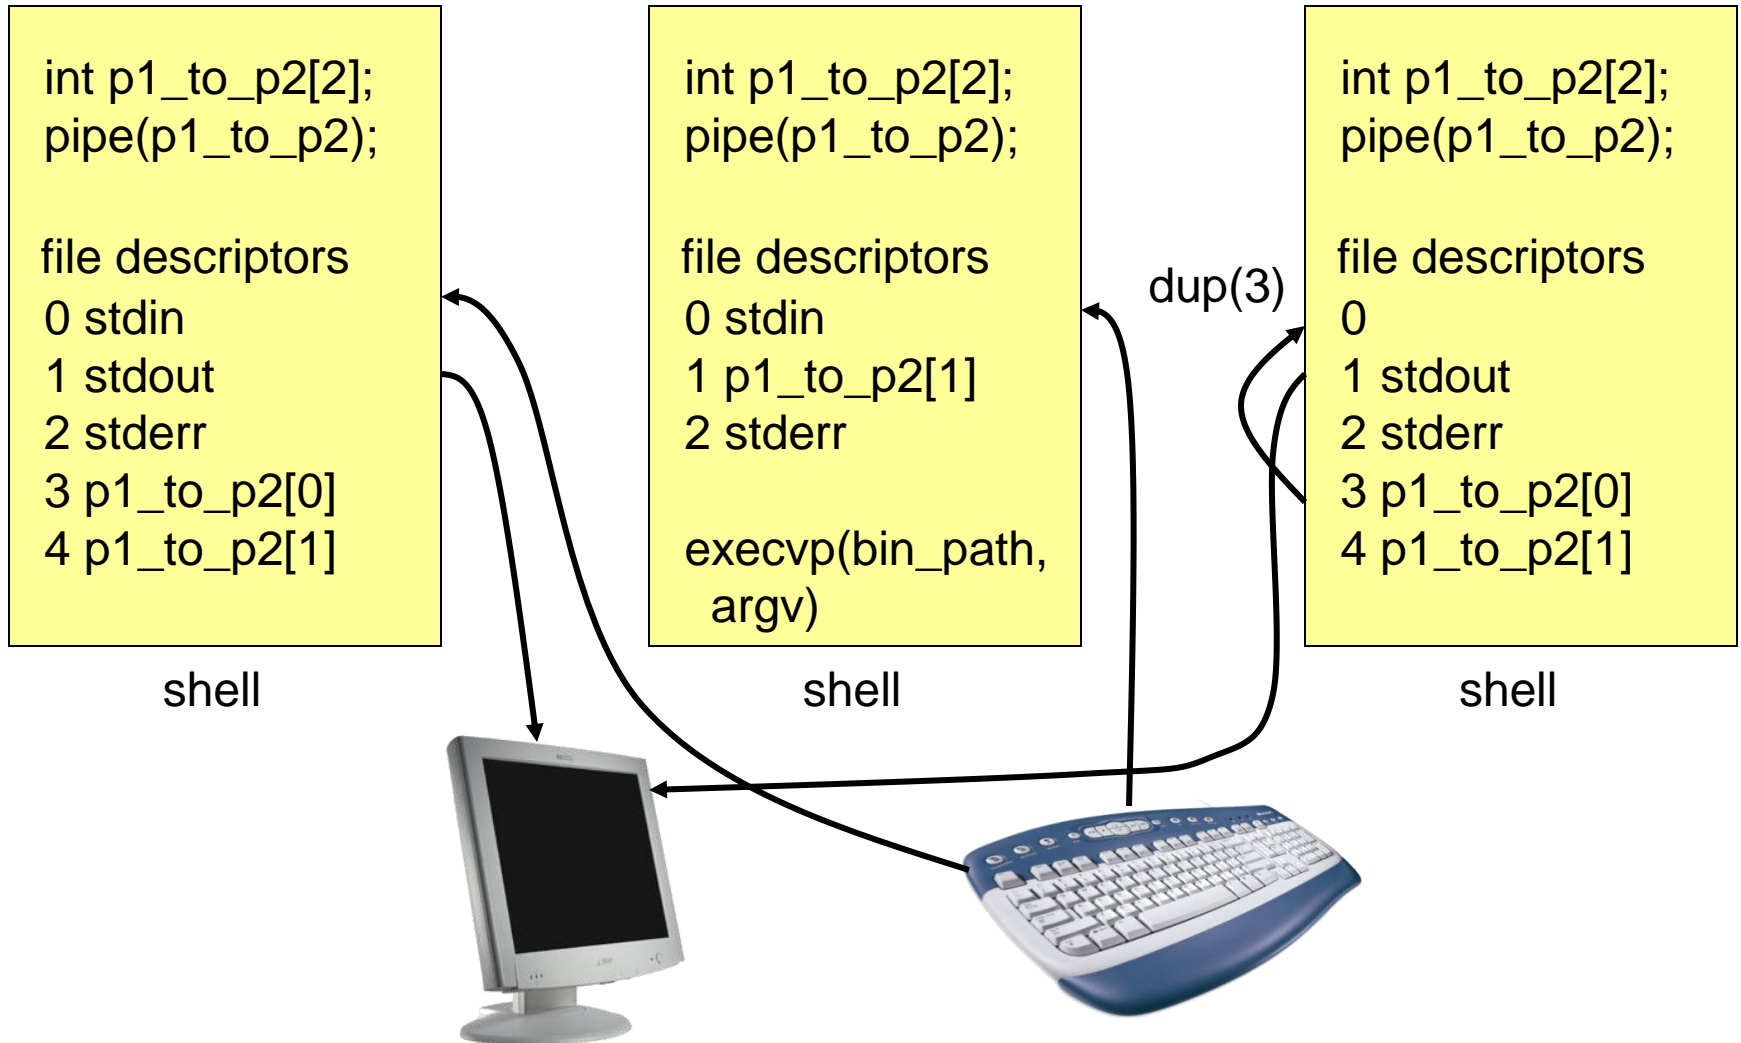 int p1_to_p2[2];
pipe(p1_to_p2);
file descriptors
0 stdin
1 stdout
2 stderr
3 p1_to_p2[0]
4 p1_to_p2[1]
shell
int p1_to_p2[2];
pipe(p1_to_p2);
file descriptors
0 stdin
1 p1_to_p2[1]
2 stderr
execvp(bin_path,
argv)
shell
dup(3)
int p1_to_p2[2];
pipe(p1_to_p2);
file descriptors
0
1 stdout
2 stderr
3 p1_to_p2[0]
4 p1_to_p2[1]
shell